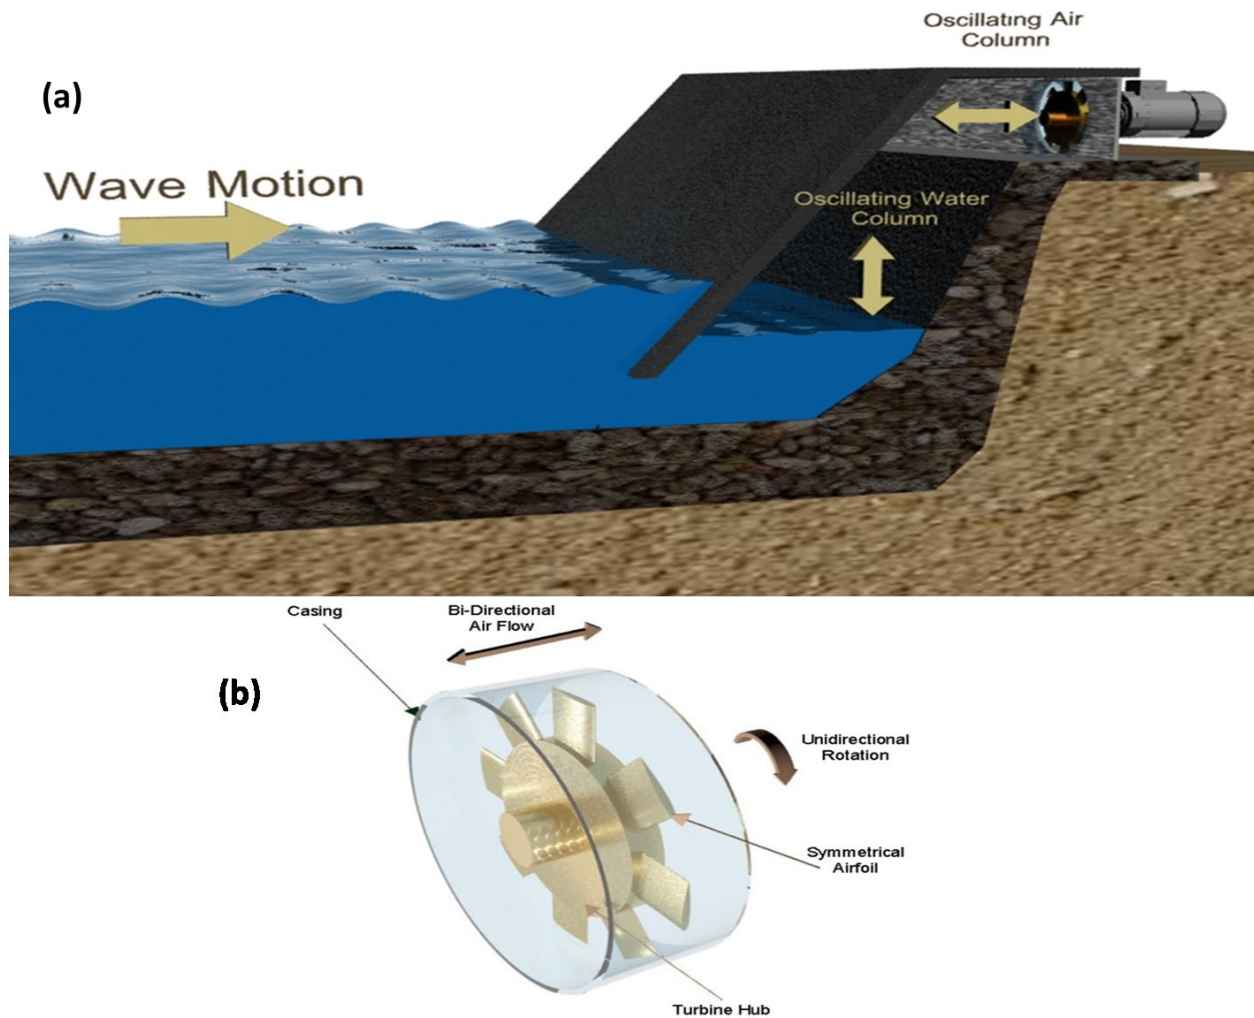 Oscillating Air
Column
(a)
Wave Motion
Oscillating Water
Column
Casing
Bi-Directional
Air Flow
(b)
Unidirectional
Rotation
Symmetrical
Airfoil
Turbine Hub